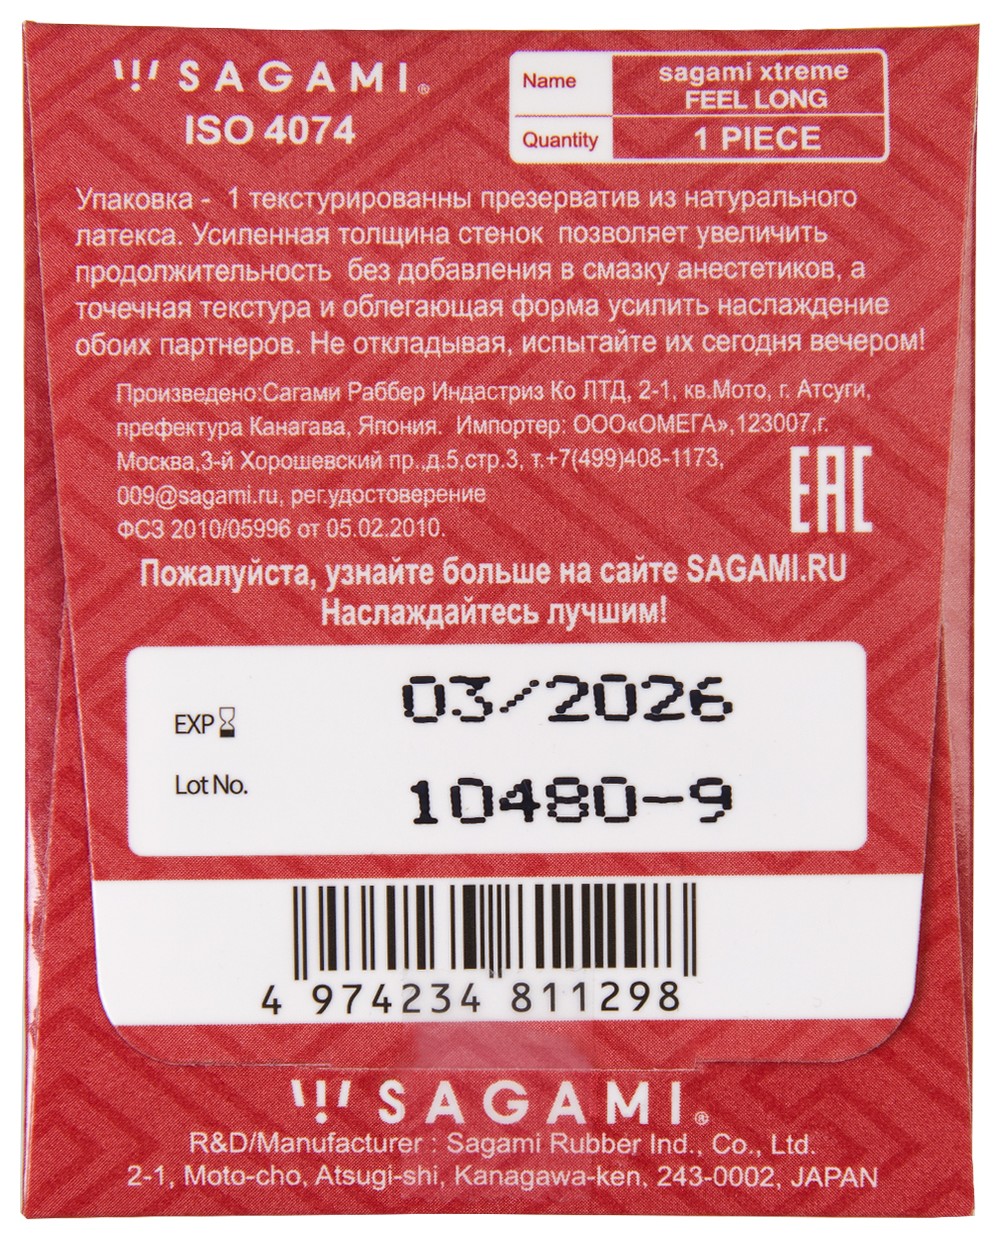 SAGAMI®
ISO 4074
Name sagami xtreme
FEEL LONG
Quantity 1 PIECE
Упаковка - 1 текстурированны презерватив из натурального
латекса. Усиленная толщина стенок позволяет увеличить
продолжительность без добавления в смазку анестетиков, а
точечная текстура и облегающая форма усилить наслаждение
обоих партнеров. Не откладывая, испытайте их сегодня вечером!
Произведено:Сагами Раббер Индастриз Ко ЛТД, 2-1, кв.Мото, г. Атсуги,
префектура Канагава, Япония. Импортер: ООО«ОМЕГА»,123007,г.
Москва,3-й Хорошевский пр.,д.5,стр.3, т.+7(499)408-1173,
009@sagami.ru, рег.удостоверение
ФСЗ 2010/05996 от 05.02.2010.
EAC
Пожалуйста, узнайте больше на сайте SAGAMI.RU
Наслаждайтесь лучшим!
EXP 03/2026
Lot No. 10480-9
4 974234 811298
SAGAMI®
R&D/Manufacturer : Sagami Rubber Ind., Co., Ltd.
2-1, Moto-cho, Atsugi-shi, Kanagawa-ken, 243-0002, JAPAN